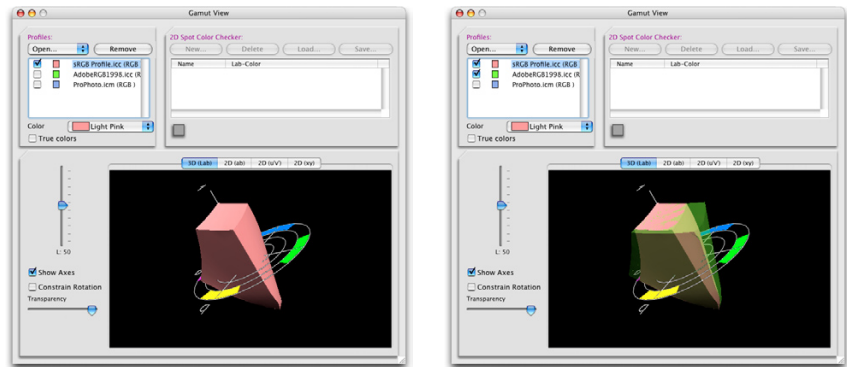 Gamut View
Profiles:
Open... Remove
sRGB Profile.icc (RGB
AdobeRGB1998.icc (R
ProPhoto.icm (RGB )
Color Light Pink
True colors
2D Spot Color Checker:
New... Delete Load... Save...
Name Lab-Color
3D (Lab) 2D (ab) 2D (u'v') 2D (xy)
L: 50
Show Axes
Constrain Rotation
Transparency
Gamut View
Profiles:
Open... Remove
sRGB Profile.icc (RGB
AdobeRGB1998.icc (R
ProPhoto.icm (RGB )
Color Light Pink
True colors
2D Spot Color Checker:
New... Delete Load... Save...
Name Lab-Color
3D (Lab) 2D (ab) 2D (u'v') 2D (xy)
L: 50
Show Axes
Constrain Rotation
Transparency